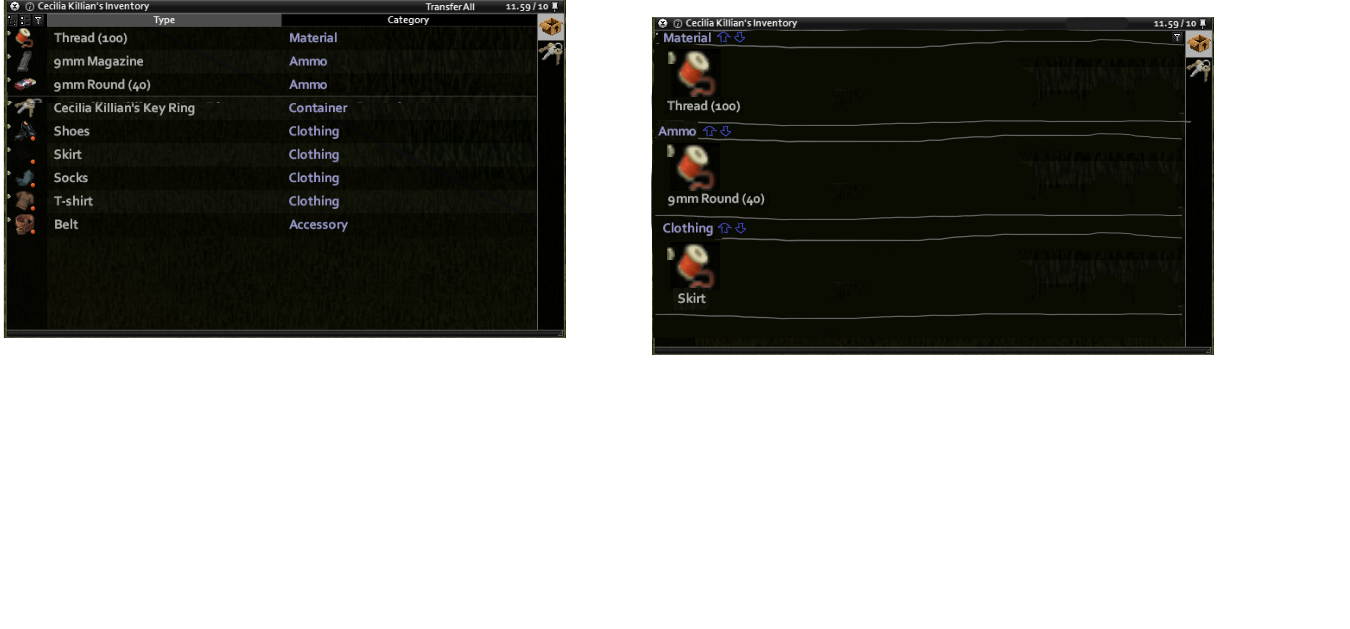 Cecilia Killian's Inventory Transfer All 11.59 / 10
Type Category
Thread (100) Material
9mm Magazine Ammo
9mm Round (40) Ammo
Cecilia Killian's Key Ring Container
Shoes Clothing
Skirt Clothing
Socks Clothing
T-shirt Clothing
Belt Accessory
Cecilia Killian's Inventory 11.59 / 10
Material
Thread (100)
Ammo
9mm Round (40)
Clothing
Skirt